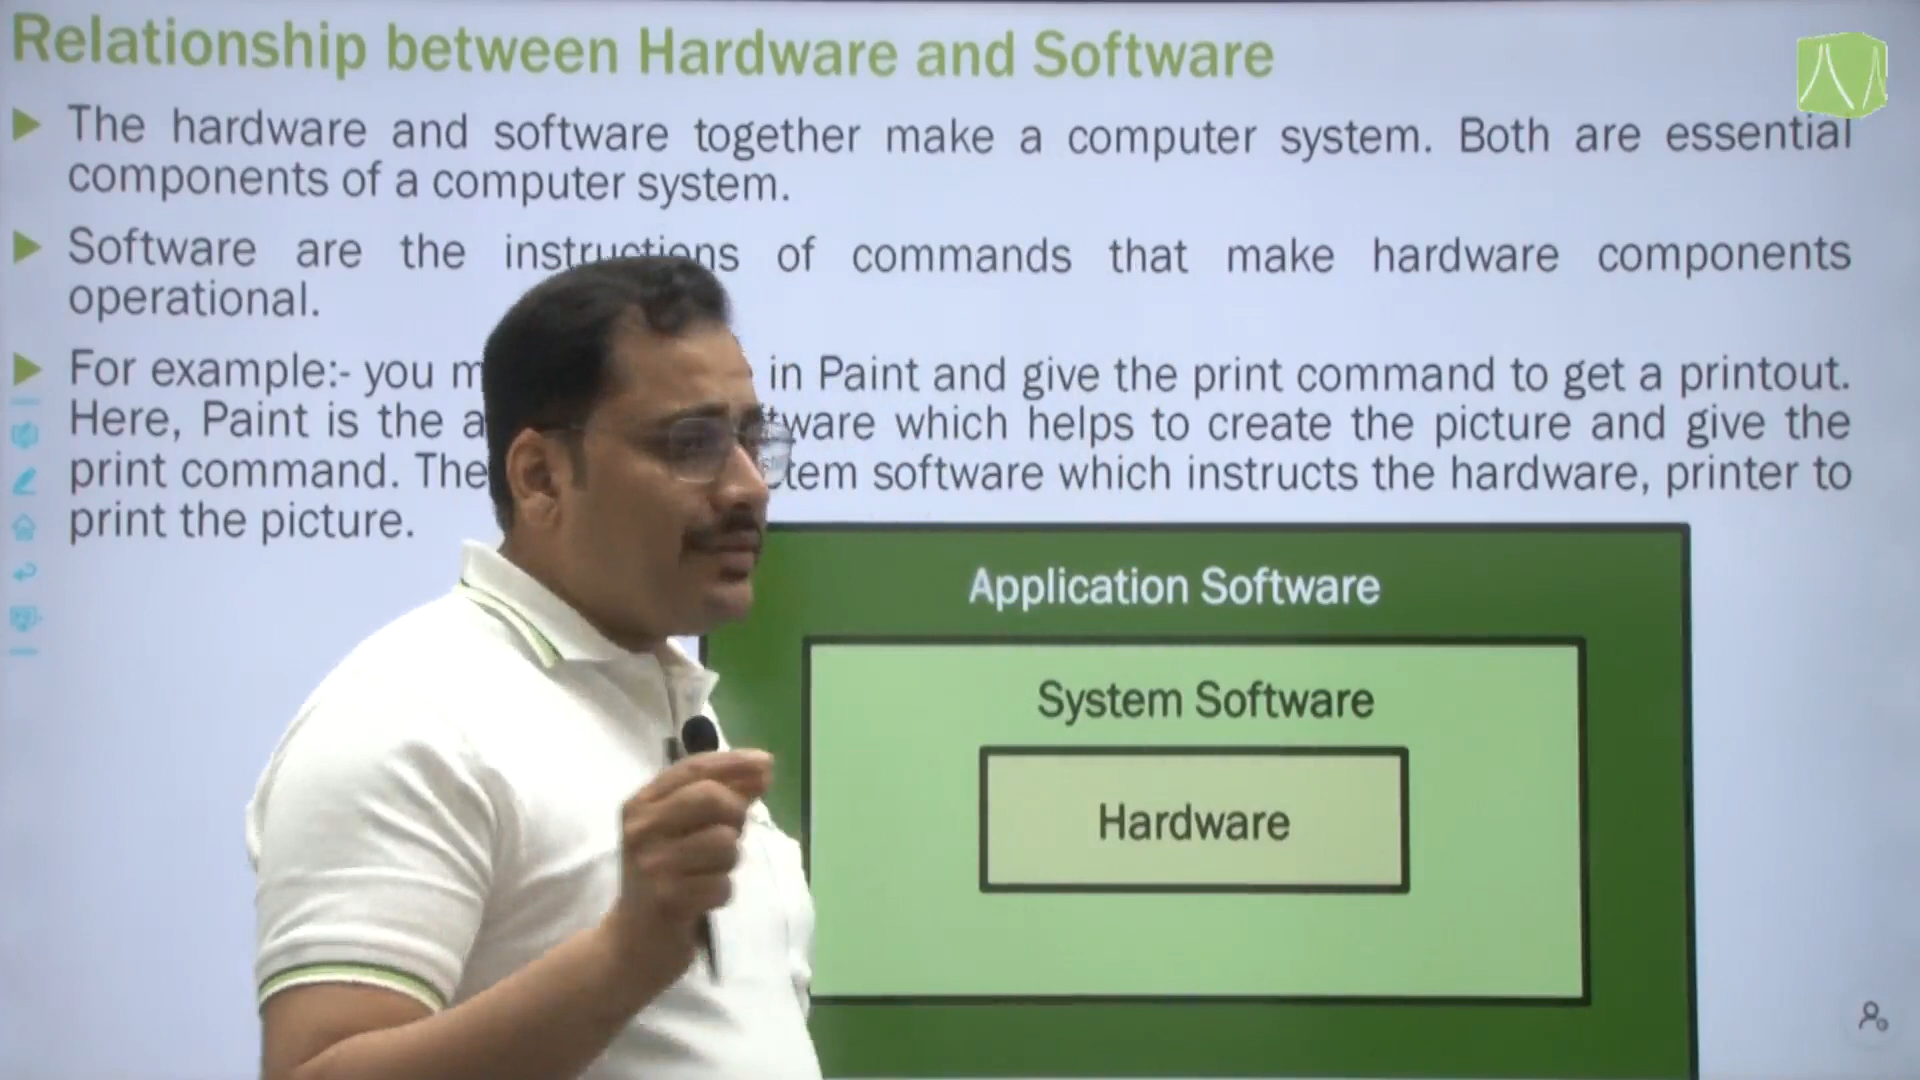 Relationship between Hardware and Software
The hardware and software together make a computer system. Both are essential
components of a computer system.
Software are the instructions of commands that make hardware components
operational.
For example:- you in Paint and give the print command to get a printout.
Here, Paint is the which helps to create the picture and give the
print command. software which instructs the hardware, printer to
print the picture.
Application Software
System Software
Hardware